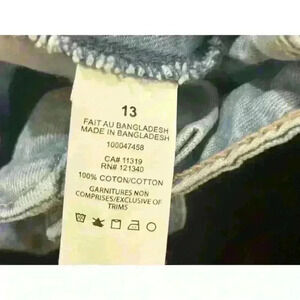 13
FAIT AU BANGLADESH
MADE IN BANGLADESH
100047458
CA# 11319
RN# 121340
100% COTON/COTTON
GARNITURES NON
COMPRISES/EXCLUSIVE OF
TRIMS